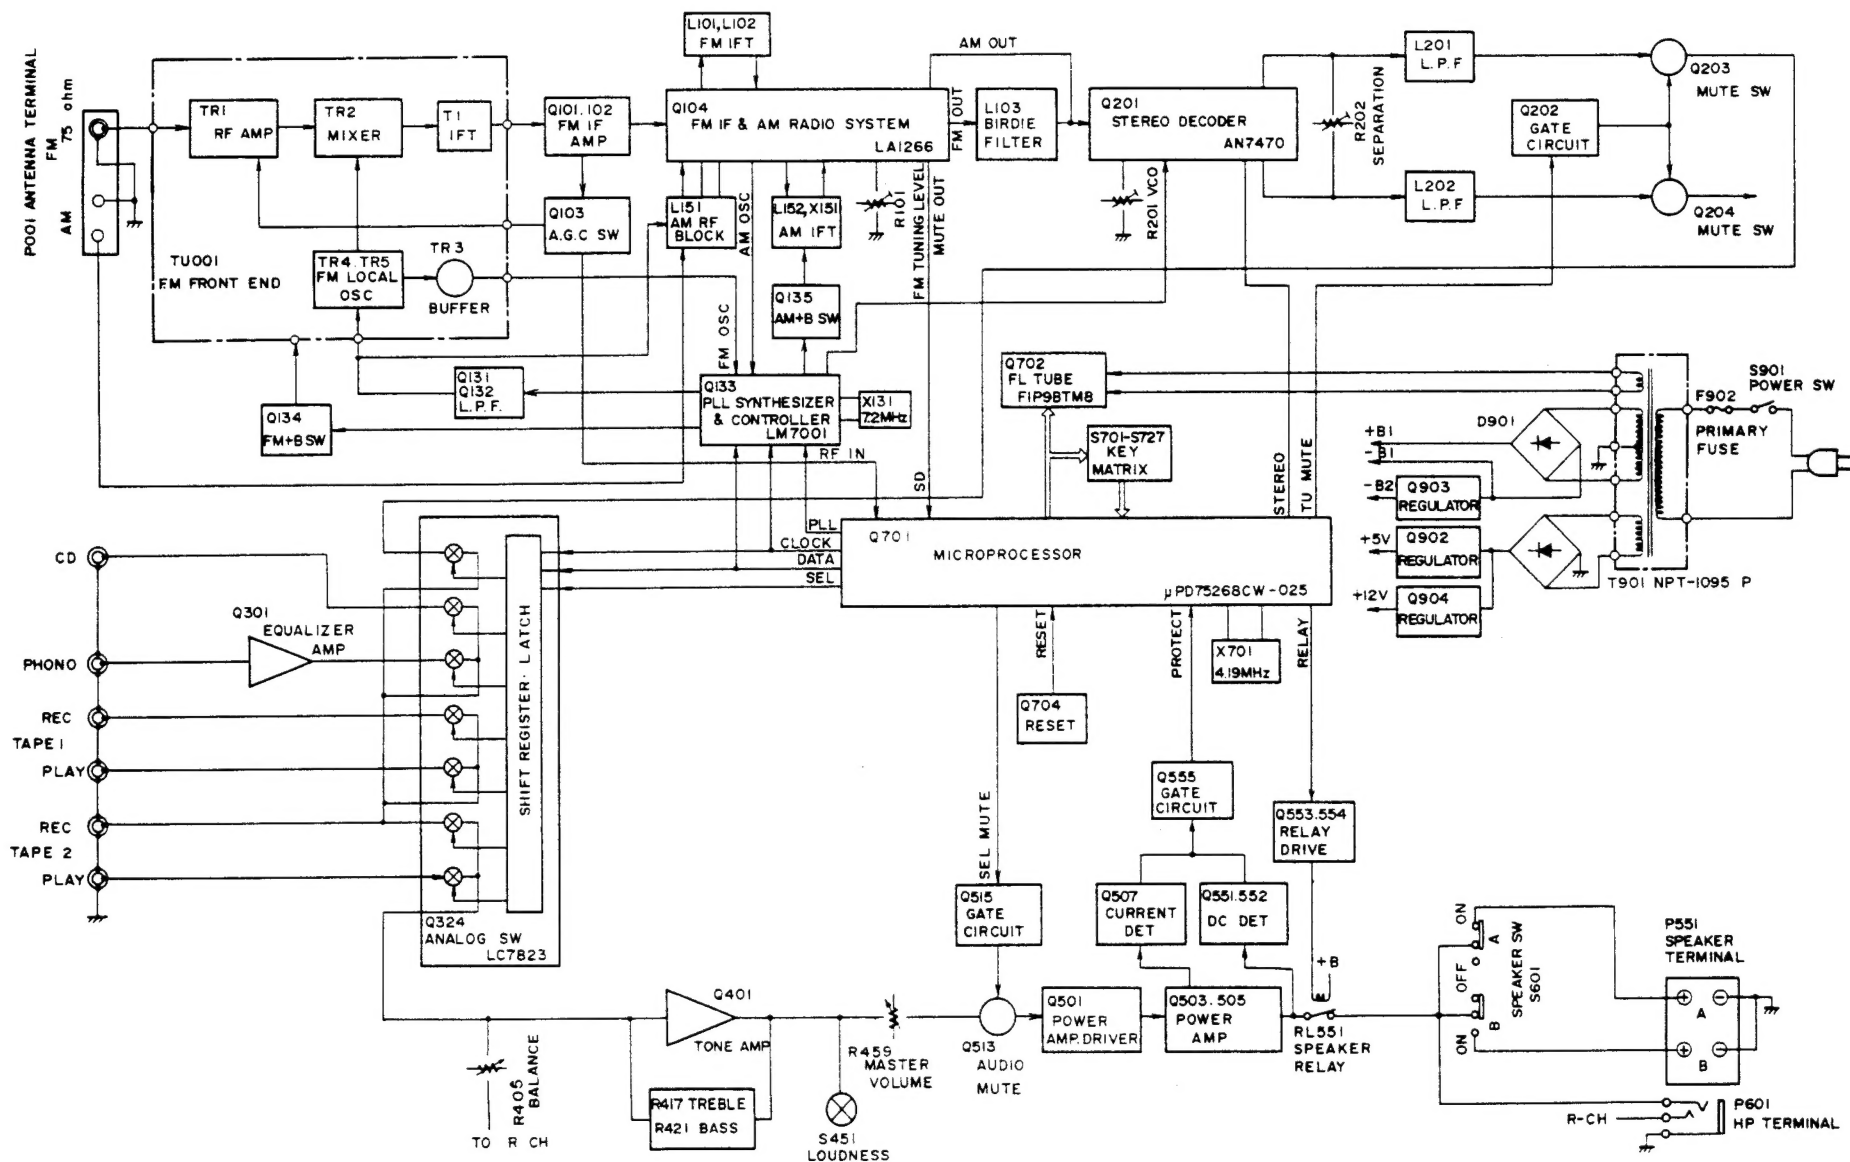 P001 ANTENNA TERMINAL
FM
75 ohm
AM
TR1
RF AMP
TR2
MIXER
T1
IFT
TU001
FM FRONT END
TR4.TR5
FM LOCAL
OSC
TR3
BUFFER
L101,L102
FM IFT
Q101.102
FM IF
AMP
Q103
A.G.C SW
Q104
FM IF & AM RADIO SYSTEM
LA1266
AM OUT
FM OUT
L103
BIRDIE
FILTER
Q201
STEREO DECODER
AN7470
R202
SEPARATION
L201
L.P.F
L202
L.P.F
Q202
GATE
CIRCUIT
Q203
MUTE SW
Q204
MUTE SW
L151
AM RF
BLOCK
AM OSC
L152,X151
AM IFT
R101
FM TUNING LEVEL
MUTE OUT
R201 VCO
Q135
AM+B SW
FM OSC
Q131
Q132
L.P.F.
Q134
FM+B SW
Q133
PLL SYNTHESIZER
& CONTROLLER
LM7001
X131
7.2MHz
RF IN
SD
Q702
FL TUBE
FIP9BTM8
S701-S727
KEY
MATRIX
STEREO
TU MUTE
D901
+B1
-B1
-B2
Q903
REGULATOR
+5V
Q902
REGULATOR
+12V
Q904
REGULATOR
S901
POWER SW
F902
PRIMARY
FUSE
T901 NPT-1095 P
PLL
CLOCK
DATA
SEL
Q701
MICROPROCESSOR
μPD75268CW-025
CD
Q301
EQUALIZER
AMP
PHONO
REC
TAPE 1
PLAY
REC
TAPE 2
PLAY
SHIFT REGISTER·LATCH
Q324
ANALOG SW
LC7823
RESET
Q704
RESET
PROTECT
X701
4.19MHz
RELAY
SEL MUTE
Q555
GATE
CIRCUIT
Q553.554
RELAY
DRIVE
Q515
GATE
CIRCUIT
Q507
CURRENT
DET
Q551.552
DC DET
+B
Q401
TONE AMP
R405
BALANCE
TO R CH
R417 TREBLE
R421 BASS
S451
LOUDNESS
R459
MASTER
VOLUME
Q513
AUDIO
MUTE
Q501
POWER
AMP.DRIVER
Q503.505
POWER
AMP
RL551
SPEAKER
RELAY
ON
A
OFF
B
ON
SPEAKER SW
S601
P551
SPEAKER
TERMINAL
A
B
R-CH
P601
HP TERMINAL